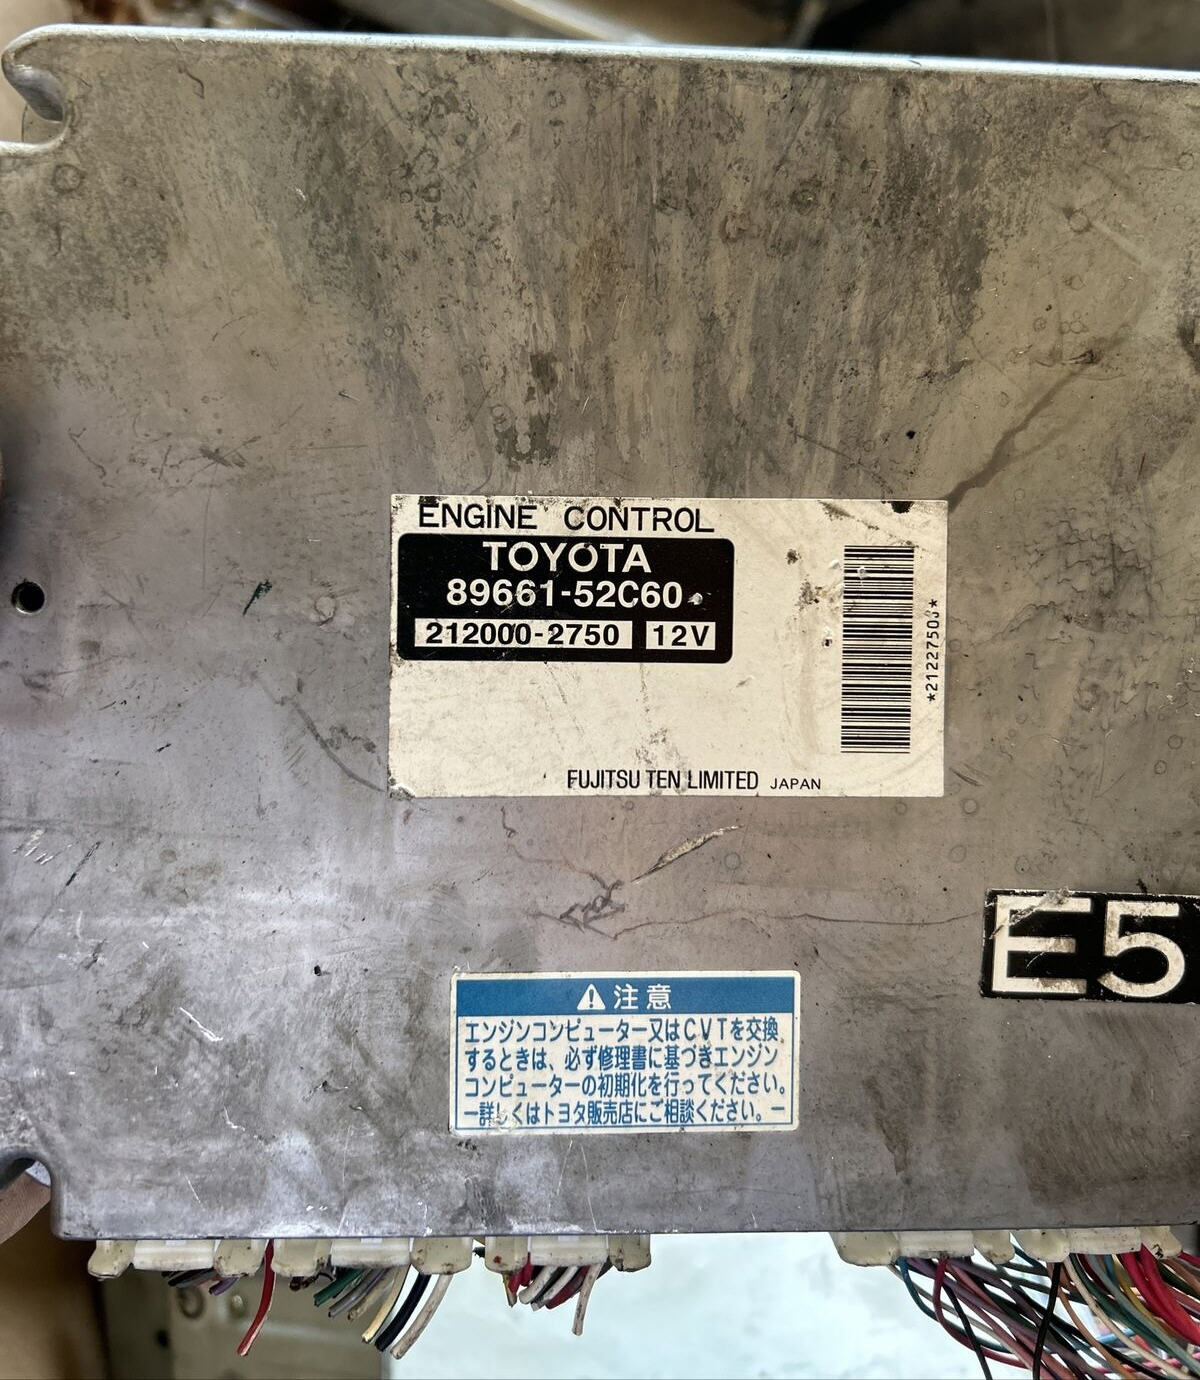 ENGINE CONTROL
TOYOTA
89661-52C60
212000-2750 12V
*2122750J*
FUJITSU TEN LIMITED JAPAN
E5
⚠注意
エンジンコンピューター又はCVTを交換
するときは、必ず修理書に基づきエンジン
コンピューターの初期化を行ってください。
ー詳しくはトヨタ販売店にご相談ください。ー